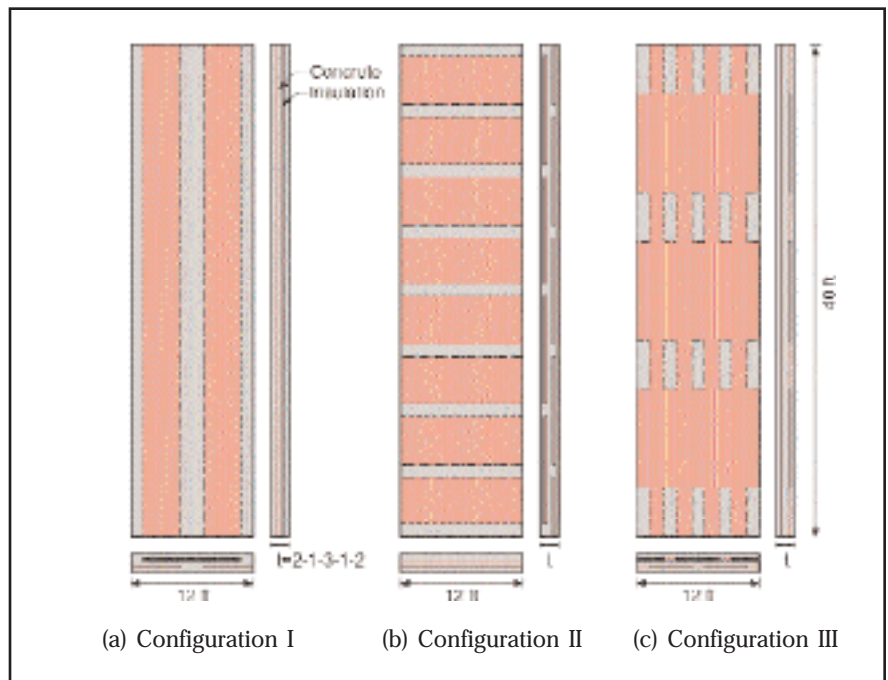 Concrete
Insulation
40 ft
t=2-1-3-1-2
t
t
12 ft
12 ft
12 ft
(a) Configuration I
(b) Configuration II
(c) Configuration III